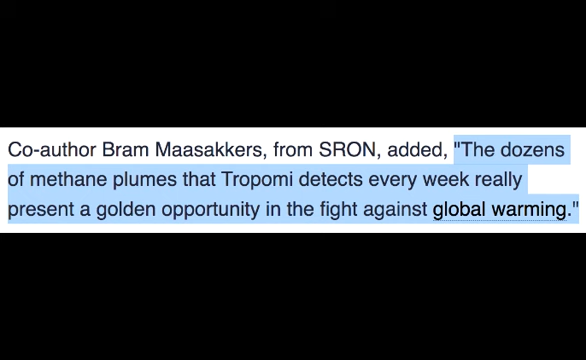 Co-author Bram Maasakkers, from SRON, added, "The dozens
of methane plumes that Tropomi detects every week really
present a golden opportunity in the fight against global warming."